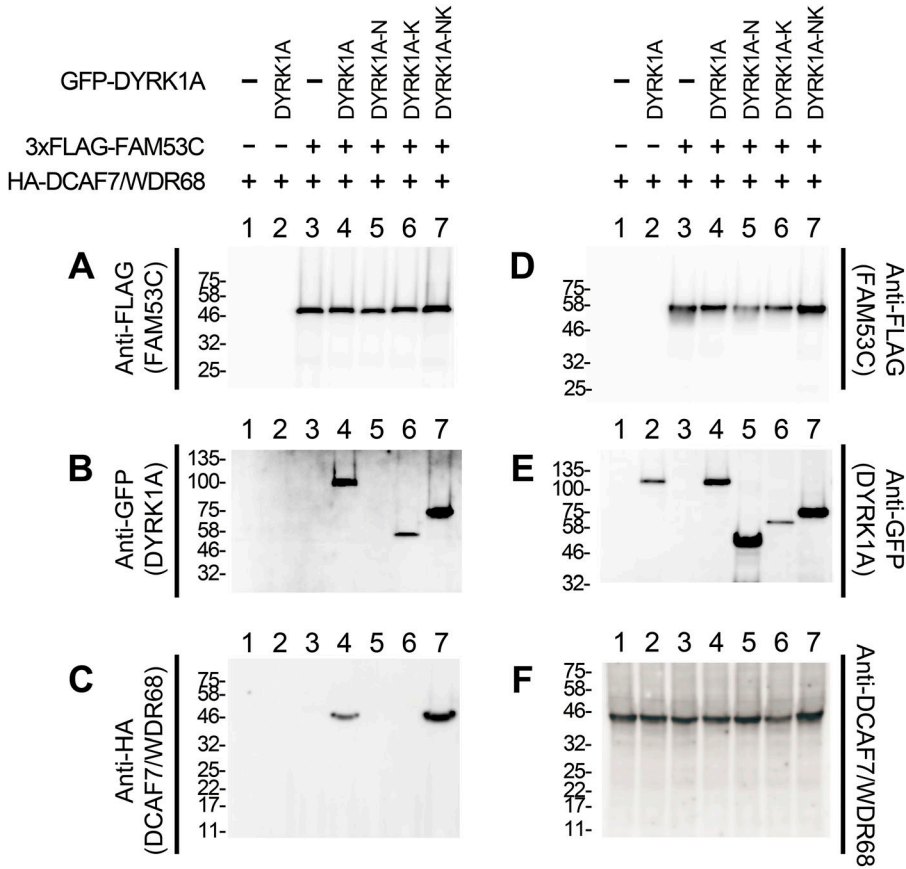 GFP-DYRK1A – DYRK1A – DYRK1A DYRK1A-N DYRK1A-K DYRK1A-NK – DYRK1A – DYRK1A DYRK1A-N DYRK1A-K DYRK1A-NK
3xFLAG-FAM53C – – + + + + + – – + + + + +
HA-DCAF7/WDR68 + + + + + + + + + + + + + +
1 2 3 4 5 6 7
A
Anti-FLAG
(FAM53C)
75-
58-
46-
32-
25-
1 2 3 4 5 6 7
D
75-
58-
46-
32-
25-
Anti-FLAG
(FAM53C)
1 2 3 4 5 6 7
B
Anti-GFP
(DYRK1A)
135-
100-
75-
58-
46-
32-
1 2 3 4 5 6 7
E
135-
100-
75-
58-
46-
32-
Anti-GFP
(DYRK1A)
1 2 3 4 5 6 7
C
Anti-HA
(DCAF7/WDR68)
75-
58-
46-
32-
25-
22-
17-
11-
1 2 3 4 5 6 7
F
75-
58-
46-
32-
25-
22-
17-
11-
Anti-DCAF7/WDR68